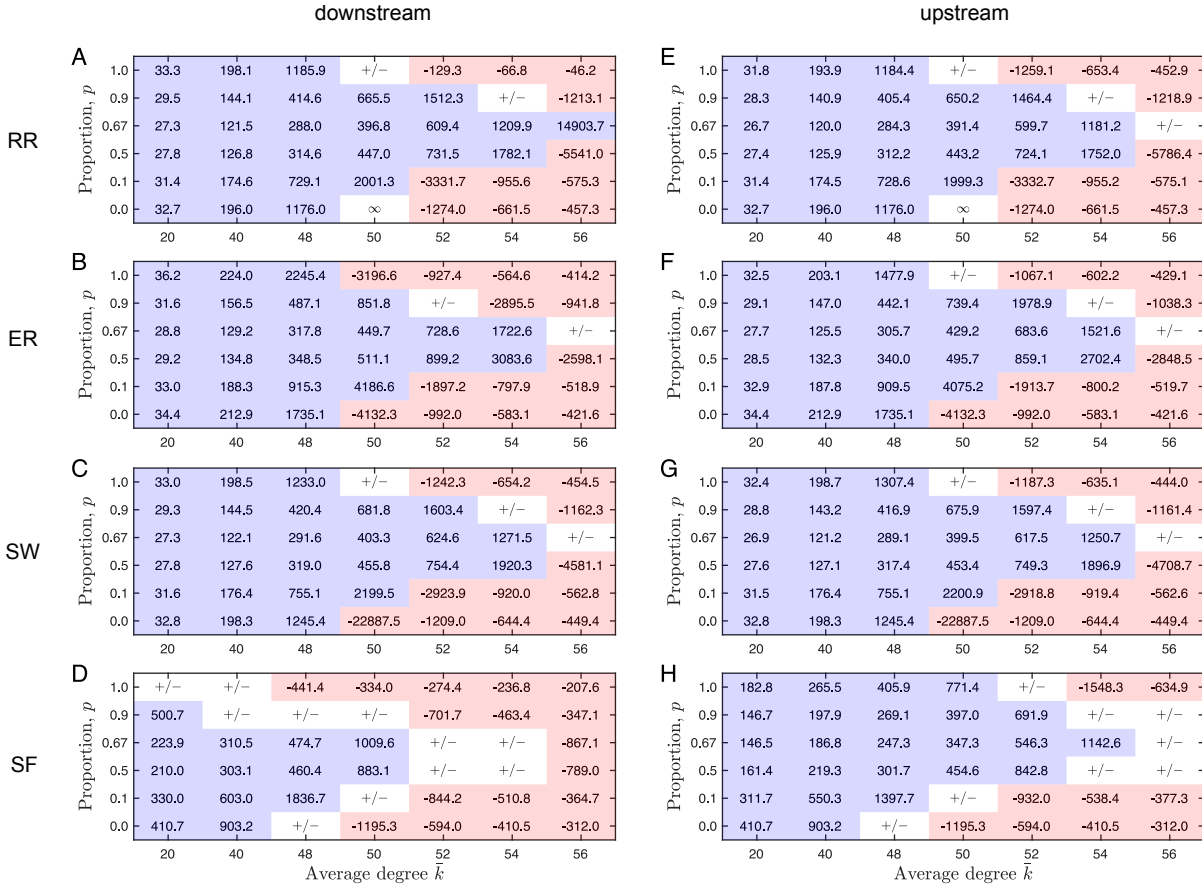 downstream
upstream
A
1.0 33.3 198.1 1185.9 +/− -129.3 -66.8 -46.2
0.9 29.5 144.1 414.6 665.5 1512.3 +/− -1213.1
0.67 27.3 121.5 288.0 396.8 609.4 1209.9 14903.7
0.5 27.8 126.8 314.6 447.0 731.5 1782.1 -5541.0
0.1 31.4 174.6 729.1 2001.3 -3331.7 -955.6 -575.3
0.0 32.7 196.0 1176.0 ∞ -1274.0 -661.5 -457.3
20 40 48 50 52 54 56
Proportion, p
RR
E
1.0 31.8 193.9 1184.4 +/− -1259.1 -653.4 -452.9
0.9 28.3 140.9 405.4 650.2 1464.4 +/− -1218.9
0.67 26.7 120.0 284.3 391.4 599.7 1181.2 +/−
0.5 27.4 125.9 312.2 443.2 724.1 1752.0 -5786.4
0.1 31.4 174.5 728.6 1999.3 -3332.7 -955.2 -575.1
0.0 32.7 196.0 1176.0 ∞ -1274.0 -661.5 -457.3
20 40 48 50 52 54 56
Proportion, p
B
1.0 36.2 224.0 2245.4 -3196.6 -927.4 -564.6 -414.2
0.9 31.6 156.5 487.1 851.8 +/− -2895.5 -941.8
0.67 28.8 129.2 317.8 449.7 728.6 1722.6 +/−
0.5 29.2 134.8 348.5 511.1 899.2 3083.6 -2598.1
0.1 33.0 188.3 915.3 4186.6 -1897.2 -797.9 -518.9
0.0 34.4 212.9 1735.1 -4132.3 -992.0 -583.1 -421.6
20 40 48 50 52 54 56
Proportion, p
ER
F
1.0 32.5 203.1 1477.9 +/− -1067.1 -602.2 -429.1
0.9 29.1 147.0 442.1 739.4 1978.9 +/− -1038.3
0.67 27.7 125.5 305.7 429.2 683.6 1521.6 +/−
0.5 28.5 132.3 340.0 495.7 859.1 2702.4 -2848.5
0.1 32.9 187.8 909.5 4075.2 -1913.7 -800.2 -519.7
0.0 34.4 212.9 1735.1 -4132.3 -992.0 -583.1 -421.6
20 40 48 50 52 54 56
Proportion, p
C
1.0 33.0 198.5 1233.0 +/− -1242.3 -654.2 -454.5
0.9 29.3 144.5 420.4 681.8 1603.4 +/− -1162.3
0.67 27.3 122.1 291.6 403.3 624.6 1271.5 +/−
0.5 27.8 127.6 319.0 455.8 754.4 1920.3 -4581.1
0.1 31.6 176.4 755.1 2199.5 -2923.9 -920.0 -562.8
0.0 32.8 198.3 1245.4 -22887.5 -1209.0 -644.4 -449.4
20 40 48 50 52 54 56
Proportion, p
SW
G
1.0 32.4 198.7 1307.4 +/− -1187.3 -635.1 -444.0
0.9 28.8 143.2 416.9 675.9 1597.4 +/− -1161.4
0.67 26.9 121.2 289.1 399.5 617.5 1250.7 +/−
0.5 27.6 127.1 317.4 453.4 749.3 1896.9 -4708.7
0.1 31.5 176.4 755.1 2200.9 -2918.8 -919.4 -562.6
0.0 32.8 198.3 1245.4 -22887.5 -1209.0 -644.4 -449.4
20 40 48 50 52 54 56
Proportion, p
D
1.0 +/− +/− -441.4 -334.0 -274.4 -236.8 -207.6
0.9 500.7 +/− +/− +/− -701.7 -463.4 -347.1
0.67 223.9 310.5 474.7 1009.6 +/− +/− -867.1
0.5 210.0 303.1 460.4 883.1 +/− +/− -789.0
0.1 330.0 603.0 1836.7 +/− -844.2 -510.8 -364.7
0.0 410.7 903.2 +/− -1195.3 -594.0 -410.5 -312.0
20 40 48 50 52 54 56
Proportion, p
Average degree k̄
SF
H
1.0 182.8 265.5 405.9 771.4 +/− -1548.3 -634.9
0.9 146.7 197.9 269.1 397.0 691.9 +/− +/−
0.67 146.5 186.8 247.3 347.3 546.3 1142.6 +/−
0.5 161.4 219.3 301.7 454.6 842.8 +/− +/−
0.1 311.7 550.3 1397.7 +/− -932.0 -538.4 -377.3
0.0 410.7 903.2 +/− -1195.3 -594.0 -410.5 -312.0
20 40 48 50 52 54 56
Proportion, p
Average degree k̄